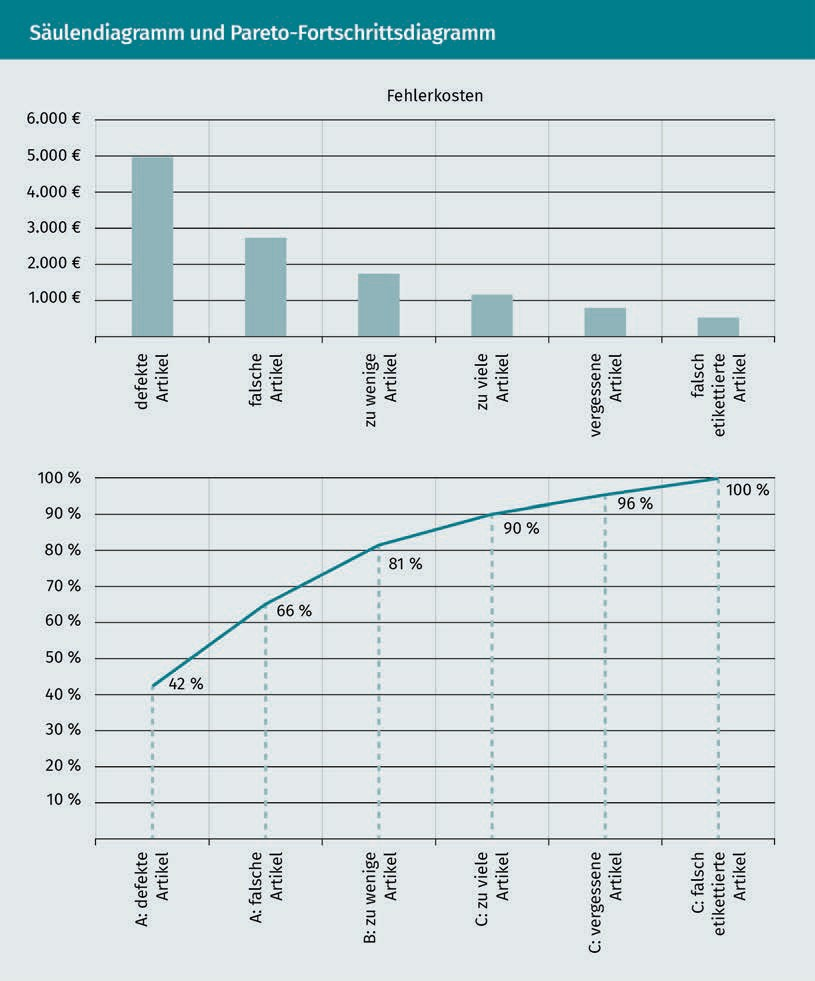 Säulendiagramm und Pareto-Fortschrittsdiagramm
Fehlerkosten
6.000 €
5.000 €
4.000 €
3.000 €
2.000 €
1.000 €
defekte
Artikel
falsche
Artikel
zu wenige
Artikel
zu viele
Artikel
vergessene
Artikel
falsch
etikettierte
Artikel
100 %
90 %
80 %
70 %
60 %
50 %
40 %
30 %
20 %
10 %
42 %
66 %
81 %
90 %
96 %
100 %
A: defekte
Artikel
A: falsche
Artikel
B: zu wenige
Artikel
C: zu viele
Artikel
C: vergessene
Artikel
C: falsch
etikettierte
Artikel